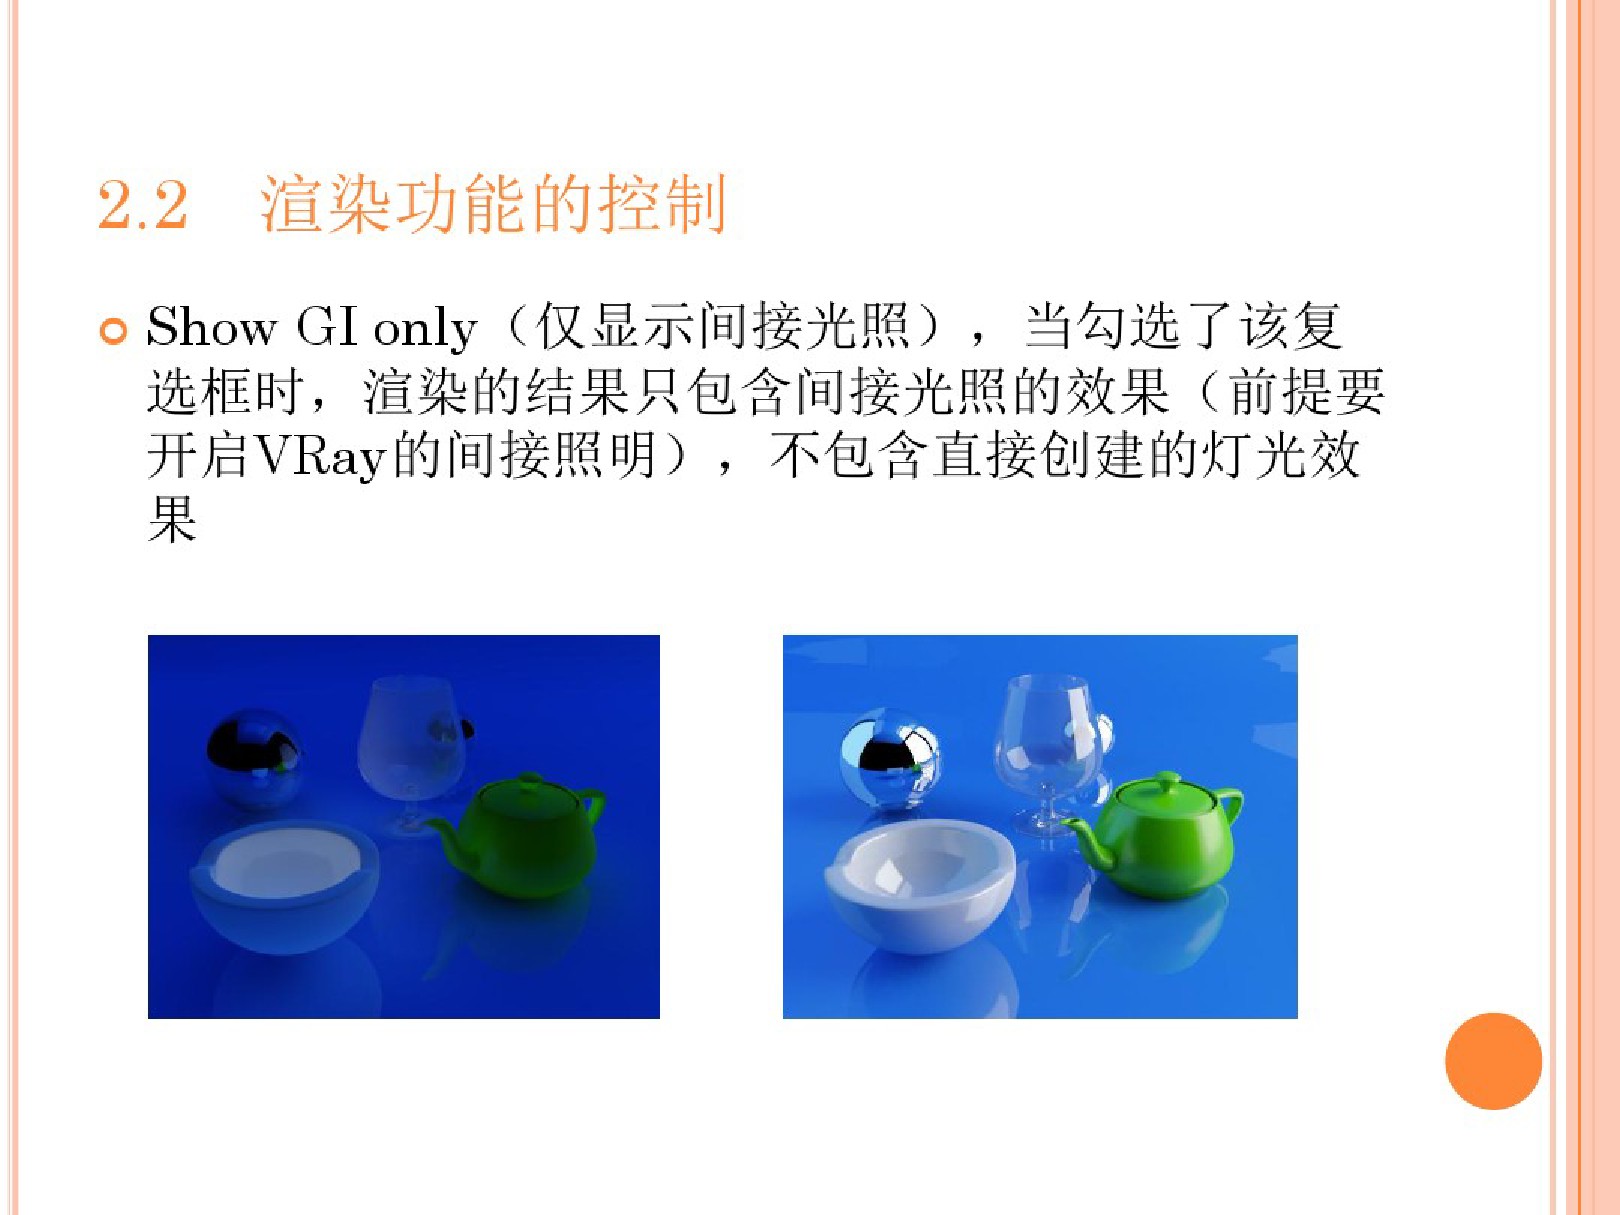 2.2 渲染功能的控制
Show GI only（仅显示间接光照），当勾选了该复
选框时，渲染的结果只包含间接光照的效果（前提要
开启VRay的间接照明），不包含直接创建的灯光效
果